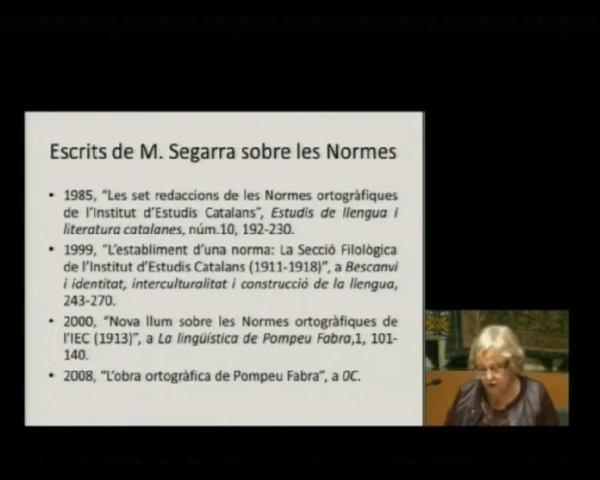 Escrits de M. Segarra sobre les Normes
• 1985, “Les set redaccions de les Normes ortogràfiques
de l’Institut d’Estudis Catalans”, Estudis de llengua i
literatura catalanes, núm.10, 192-230.
• 1999, “L’establiment d’una norma: La Secció Filològica
de l’Institut d’Estudis Catalans (1911-1918)”, a Bescanvi
i identitat, interculturalitat i construcció de la llengua,
243-270.
• 2000, “Nova llum sobre les Normes ortogràfiques de
l’IEC (1913)”, a La lingüística de Pompeu Fabra,1, 101-
140.
• 2008, “L’obra ortogràfica de Pompeu Fabra”, a OC.